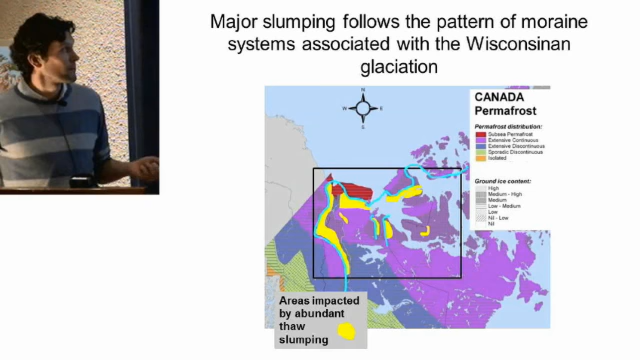 Major slumping follows the pattern of moraine
systems associated with the Wisconsinan
glaciation
N
W
E
S
CANADA
Permafrost
Permafrost distribution:
Subsea Permafrost
Extensive Continuous
Extensive Discontinuous
Sporadic Discontinuous
Isolated
Ground ice content:
High
Medium - High
Medium
Low - Medium
Low
Nil - Low
Nil
Areas impacted
by abundant
thaw
slumping